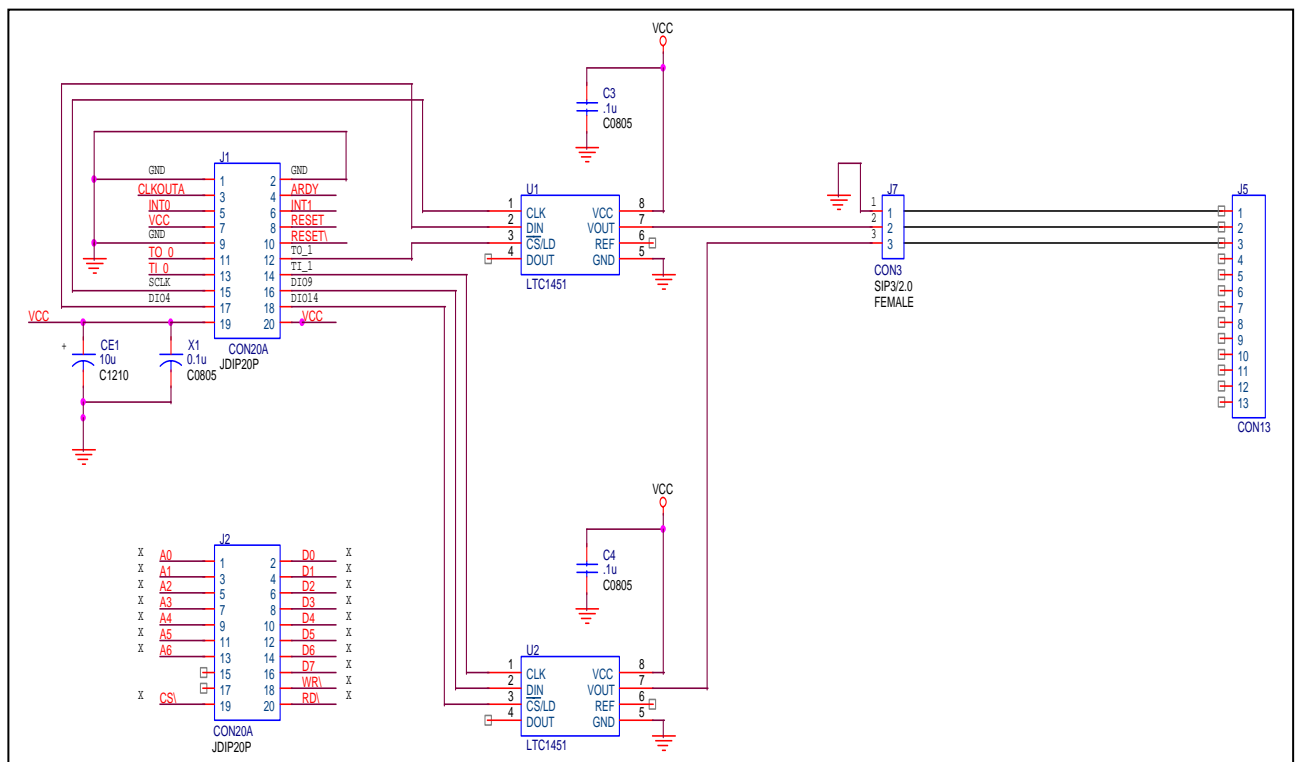 VCC
C3
.1u
C0805
J1
GND 1 2 GND
CLKOUTA 3 4 ARDY
INT0 5 6 INT1
VCC 7 8 RESET
GND 9 10 RESET\
TO_0 11 12 TO_1
TI_0 13 14 TI_1
SCLK 15 16 DIO9
DIO4 17 18 DIO14
VCC 19 20 VCC
CON20A
JDIP20P
+ CE1
10u
C1210
X1
0.1u
C0805
U1
1 CLK VCC 8
2 DIN VOUT 7
3 CS/LD REF 6
4 DOUT GND 5
LTC1451
J7
1 1
2 2
3 3
CON3
SIP3/2.0
FEMALE
J5
1
2
3
4
5
6
7
8
9
10
11
12
13
CON13
VCC
C4
.1u
C0805
J2
X A0 1 2 D0 X
X A1 3 4 D1 X
X A2 5 6 D2 X
X A3 7 8 D3 X
X A4 9 10 D4 X
X A5 11 12 D5 X
X A6 13 14 D6 X
15 16 D7 X
17 18 WR\ X
X CS\ 19 20 RD\ X
CON20A
JDIP20P
U2
1 CLK VCC 8
2 DIN VOUT 7
3 CS/LD REF 6
4 DOUT GND 5
LTC1451